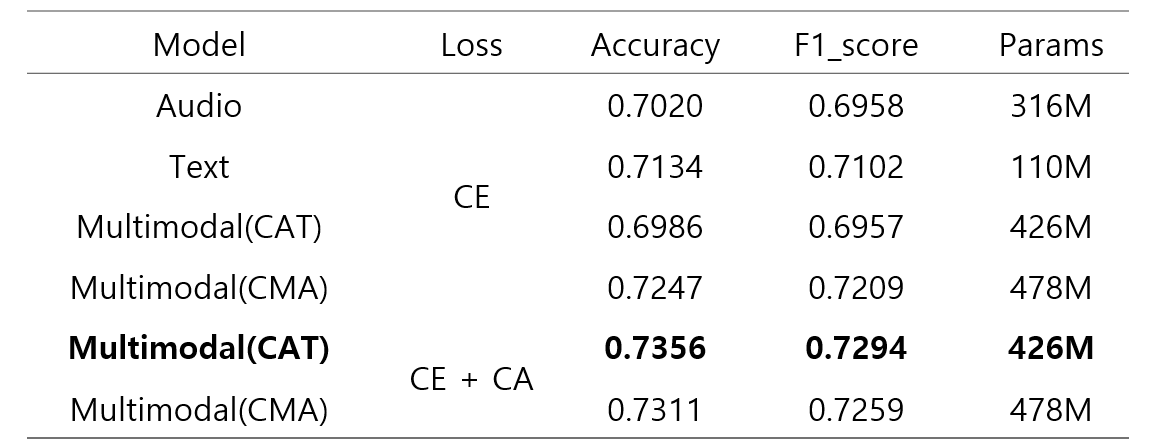 Model Loss Accuracy F1_score Params
Audio 0.7020 0.6958 316M
Text 0.7134 0.7102 110M
CE
Multimodal(CAT) 0.6986 0.6957 426M
Multimodal(CMA) 0.7247 0.7209 478M
Multimodal(CAT) 0.7356 0.7294 426M
CE + CA
Multimodal(CMA) 0.7311 0.7259 478M